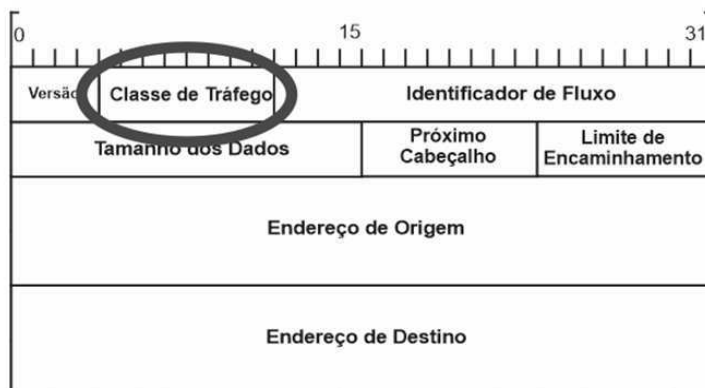 0 15 31
Versão Classe de Tráfego Identificador de Fluxo
Tamanho dos Dados Próximo Cabeçalho Limite de Encaminhamento
Endereço de Origem
Endereço de Destino